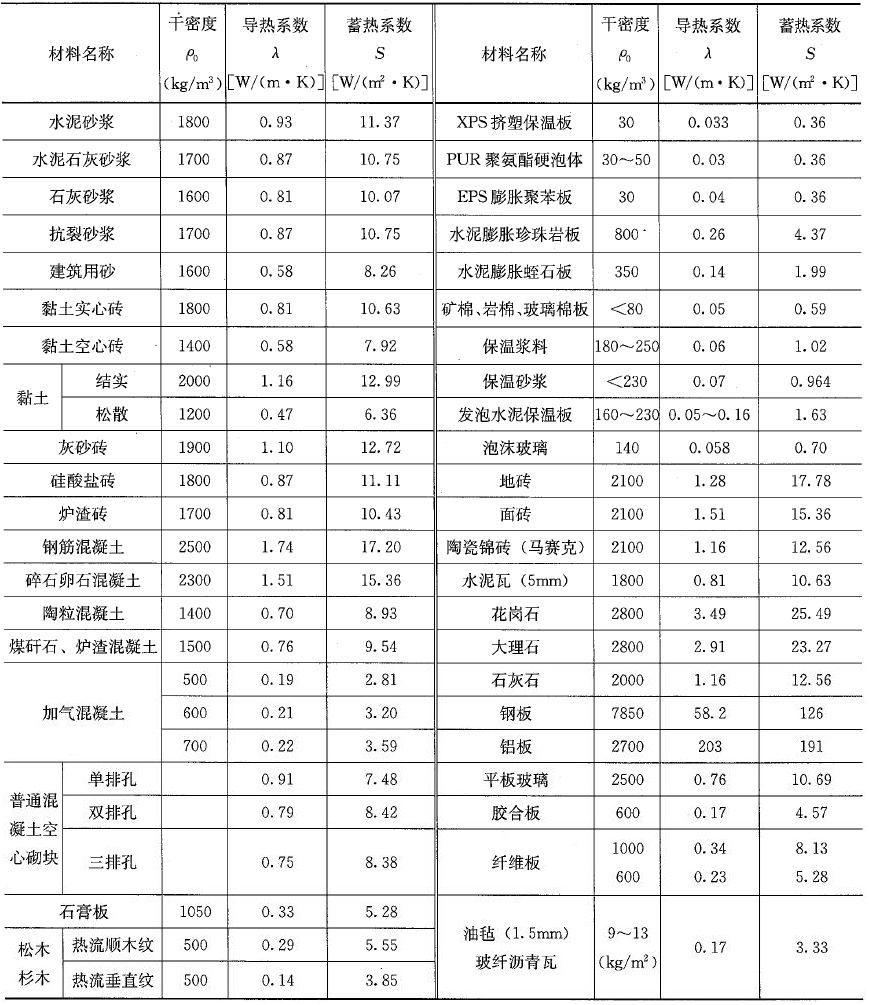 材料名称 干密度 ρ₀ (kg/m³) 导热系数 λ [W/(m·K)] 蓄热系数 S [W/(m²·K)] 材料名称 干密度 ρ₀ (kg/m³) 导热系数 λ [W/(m·K)] 蓄热系数 S [W/(m²·K)]
水泥砂浆 1800 0.93 11.37 XPS挤塑保温板 30 0.033 0.36
水泥石灰砂浆 1700 0.87 10.75 PUR聚氨酯硬泡体 30～50 0.03 0.36
石灰砂浆 1600 0.81 10.07 EPS膨胀聚苯板 30 0.04 0.36
抗裂砂浆 1700 0.87 10.75 水泥膨胀珍珠岩板 800 0.26 4.37
建筑用砂 1600 0.58 8.26 水泥膨胀蛭石板 350 0.14 1.99
黏土实心砖 1800 0.81 10.63 矿棉、岩棉、玻璃棉板 <80 0.05 0.59
黏土空心砖 1400 0.58 7.92 保温浆料 180～250 0.06 1.02
黏土 结实 2000 1.16 12.99 保温砂浆 <230 0.07 0.964
松散 1200 0.47 6.36 发泡水泥保温板 160～230 0.05～0.16 1.63
灰砂砖 1900 1.10 12.72 泡沫玻璃 140 0.058 0.70
硅酸盐砖 1800 0.87 11.11 地砖 2100 1.28 17.78
炉渣砖 1700 0.81 10.43 面砖 2100 1.51 15.36
钢筋混凝土 2500 1.74 17.20 陶瓷锦砖（马赛克） 2100 1.16 12.56
碎石卵石混凝土 2300 1.51 15.36 水泥瓦（5mm） 1800 0.81 10.63
陶粒混凝土 1400 0.70 8.93 花岗石 2800 3.49 25.49
煤矸石、炉渣混凝土 1500 0.76 9.54 大理石 2800 2.91 23.27
加气混凝土 500 0.19 2.81 石灰石 2000 1.16 12.56
600 0.21 3.20 钢板 7850 58.2 126
700 0.22 3.59 铝板 2700 203 191
普通混凝土空心砌块 单排孔 0.91 7.48 平板玻璃 2500 0.76 10.69
双排孔 0.79 8.42 胶合板 600 0.17 4.57
三排孔 0.75 8.38 纤维板 1000 0.34 8.13
600 0.23 5.28
石膏板 1050 0.33 5.28 油毡（1.5mm） 玻纤沥青瓦 9～13 (kg/m²) 0.17 3.33
松木 杉木 热流顺木纹 500 0.29 5.55
热流垂直纹 500 0.14 3.85